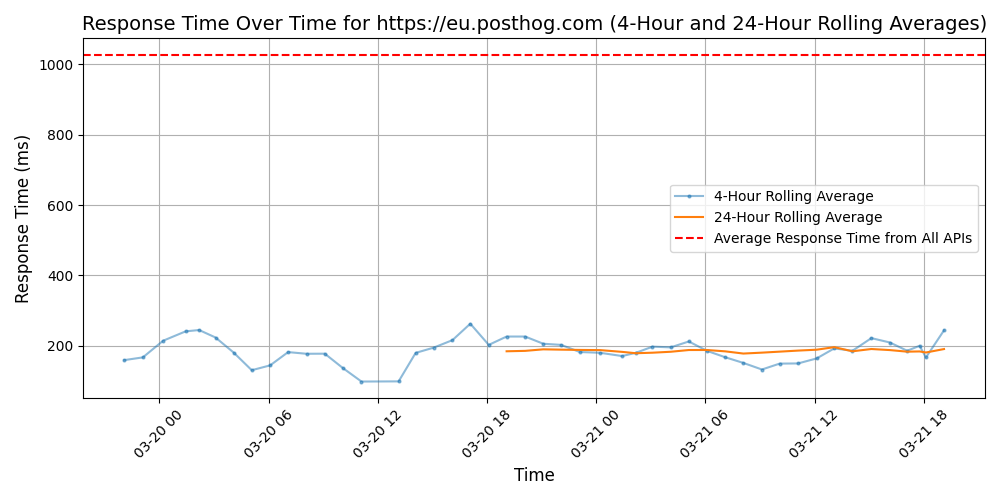 Response Time Over Time for https://eu.posthog.com (4-Hour and 24-Hour Rolling Averages)
Response Time (ms)
1000
800
600
400
200
4-Hour Rolling Average
24-Hour Rolling Average
Average Response Time from All APIs
03-20 00
03-20 06
03-20 12
03-20 18
03-21 00
03-21 06
03-21 12
03-21 18
Time